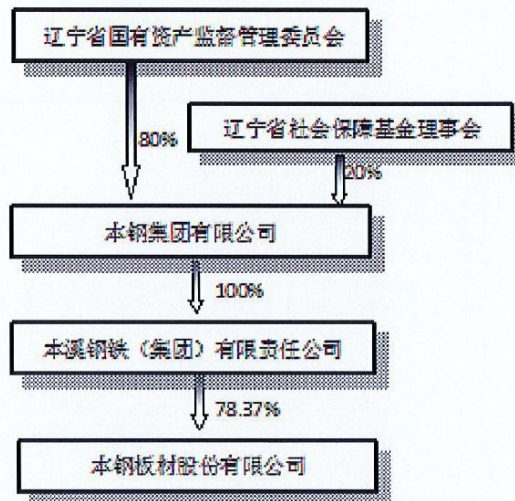 辽宁省国有资产监督管理委员会
80%
辽宁省社会保障基金理事会
20%
本钢集团有限公司
100%
本溪钢铁（集团）有限责任公司
78.37%
本钢板材股份有限公司